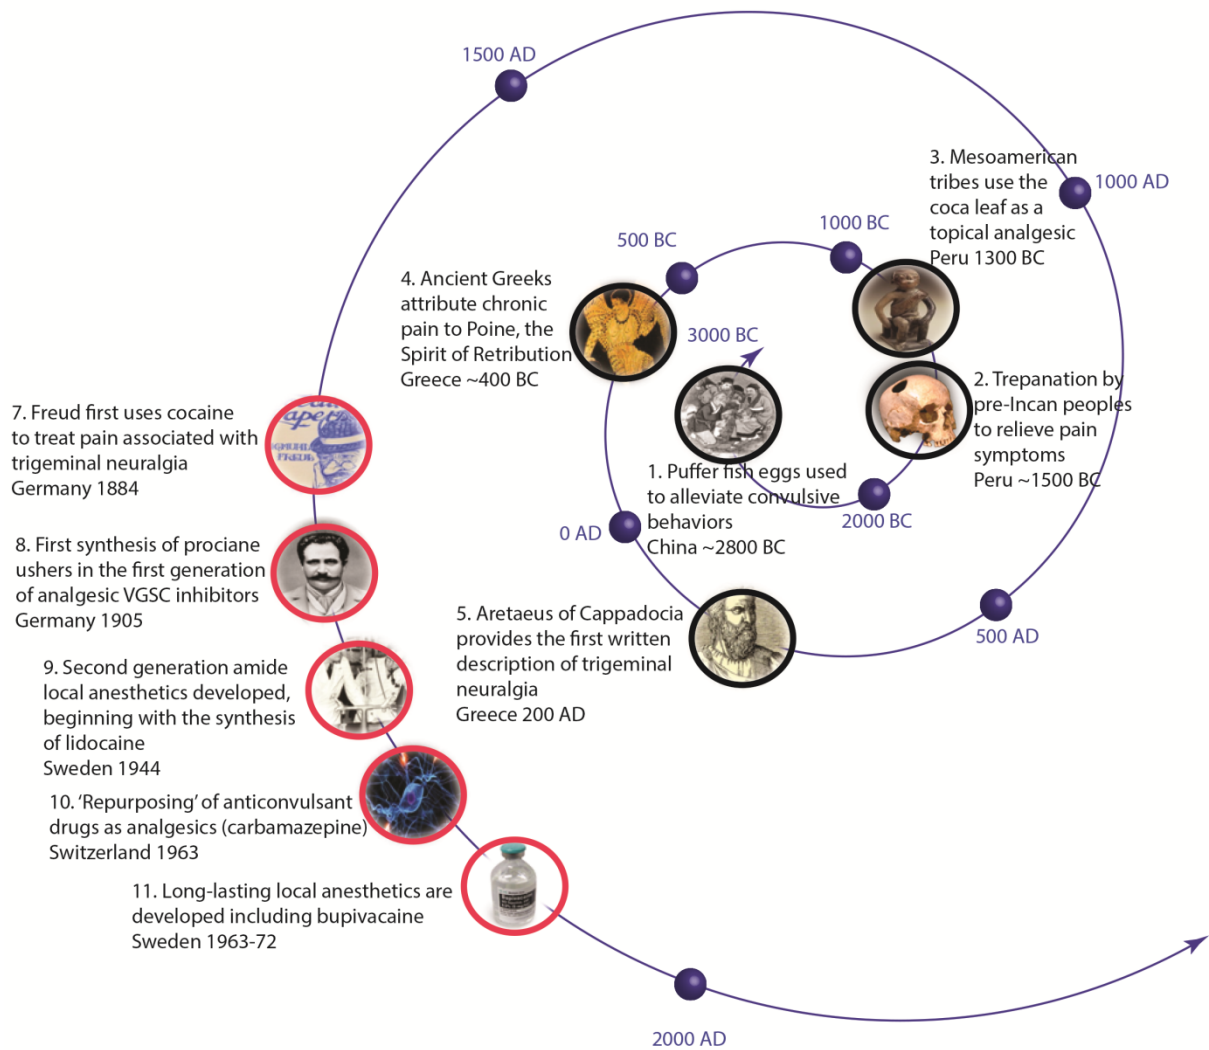 1500 AD
3. Mesoamerican
tribes use the
coca leaf as a
topical analgesic
Peru 1300 BC
1000 AD
1000 BC
500 BC
4. Ancient Greeks
attribute chronic
pain to Poine, the
Spirit of Retribution
Greece ~400 BC
3000 BC
2. Trepanation by
pre-Incan peoples
to relieve pain
symptoms
Peru ~1500 BC
7. Freud first uses cocaine
to treat pain associated with
trigeminal neuralgia
Germany 1884
1. Puffer fish eggs used
to alleviate convulsive
behaviors
China ~2800 BC
2000 BC
0 AD
8. First synthesis of prociane
ushers in the first generation
of analgesic VGSC inhibitors
Germany 1905
5. Aretaeus of Cappadocia
provides the first written
description of trigeminal
neuralgia
Greece 200 AD
500 AD
9. Second generation amide
local anesthetics developed,
beginning with the synthesis
of lidocaine
Sweden 1944
10. ‘Repurposing’ of anticonvulsant
drugs as analgesics (carbamazepine)
Switzerland 1963
11. Long-lasting local anesthetics are
developed including bupivacaine
Sweden 1963-72
2000 AD